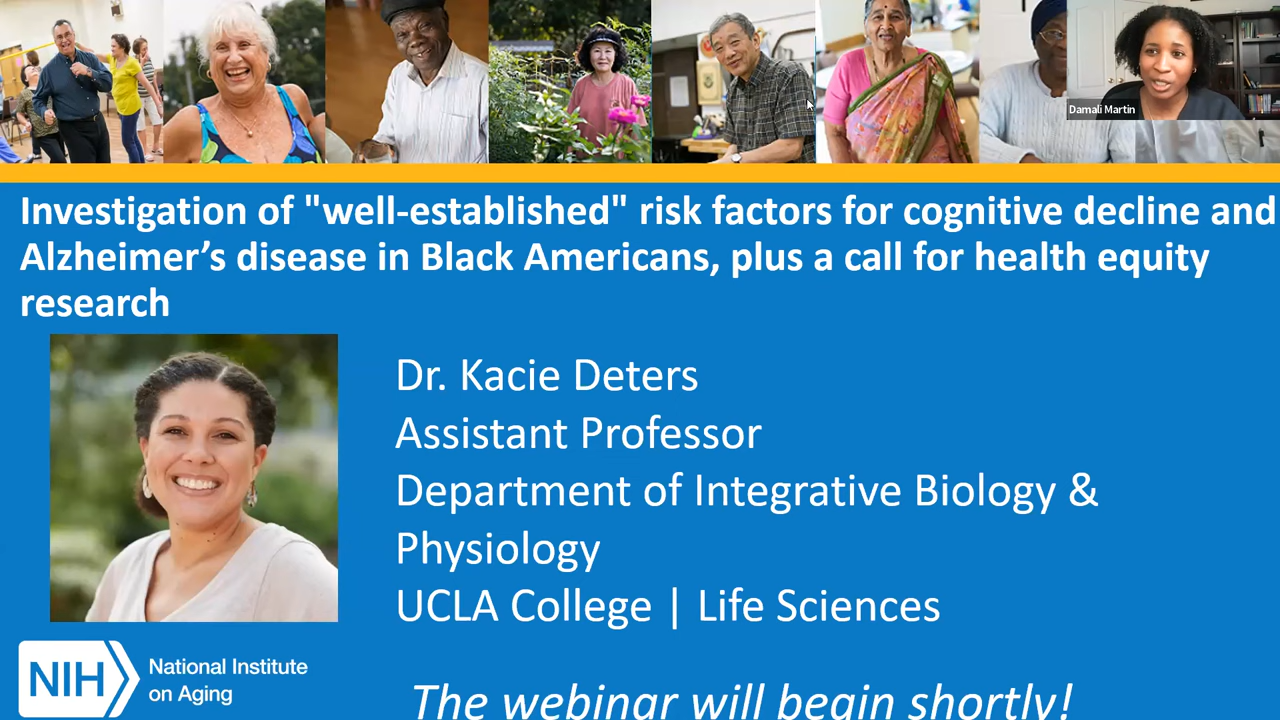 Damali Martin
Investigation of "well-established" risk factors for cognitive decline and
Alzheimer’s disease in Black Americans, plus a call for health equity
research
Dr. Kacie Deters
Assistant Professor
Department of Integrative Biology &
Physiology
UCLA College | Life Sciences
NIH
National Institute
on Aging
The webinar will begin shortly!